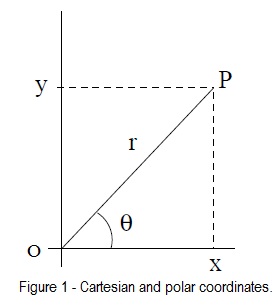 y
P
r
θ
O
x
Figure 1 - Cartesian and polar coordinates.